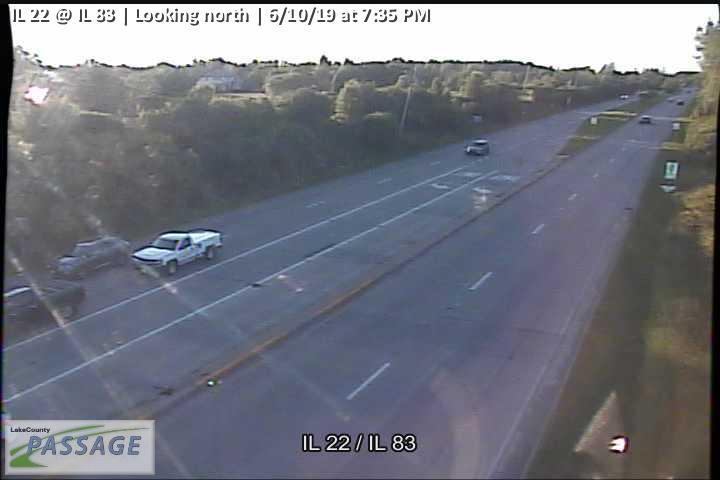 IL 22 @ IL 83 | Looking north | 6/10/19 at 7:35 PM
IL 22 / IL 83
LakeCounty
PASSAGE